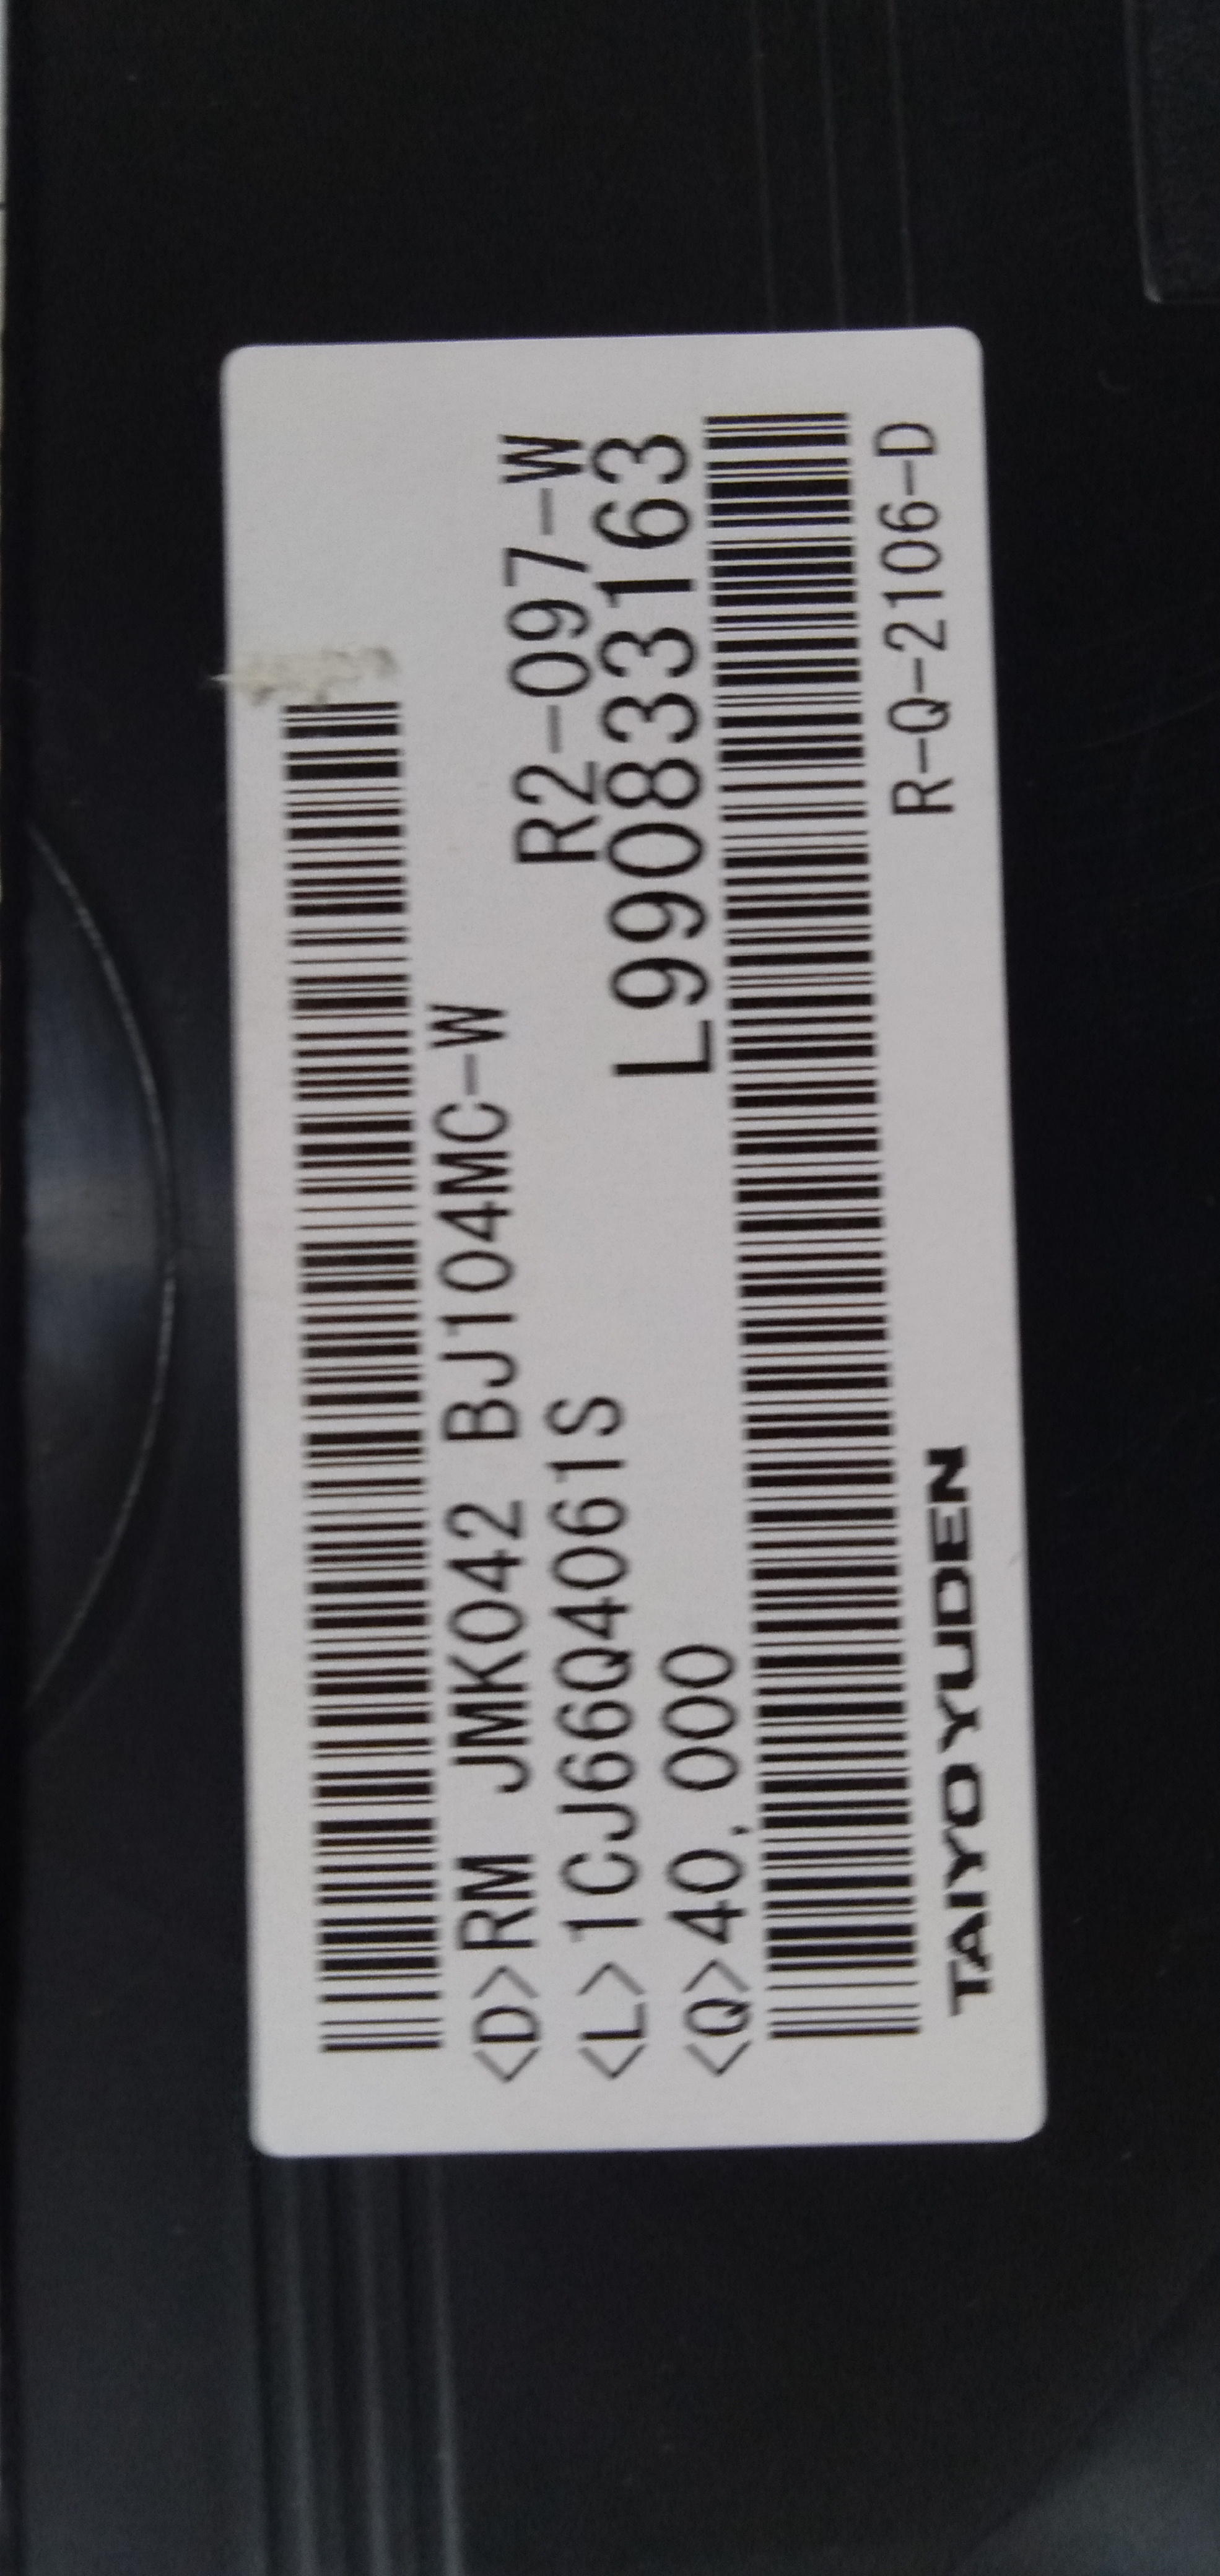 <D>RM JMK042 BJ104MC-W
R2-097-W
<L>1CJ66Q4061S
L990833163
<Q>40,000
TAIYO YUDEN
R-Q-2106-D